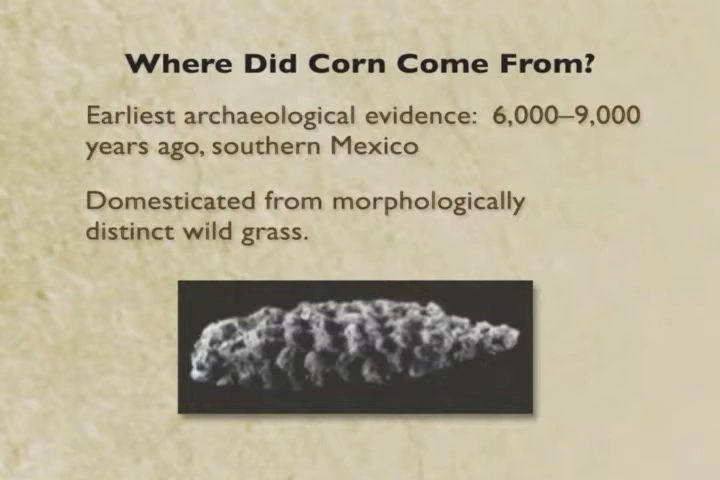 Where Did Corn Come From?
Earliest archaeological evidence:  6,000–9,000
years ago, southern Mexico
Domesticated from morphologically
distinct wild grass.